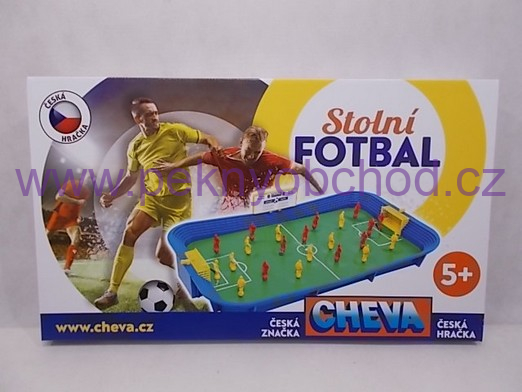 ČESKÁ
HRAČKA
Stolní
FOTBAL
www.peknyobchod.cz
5+
www.cheva.cz
ČESKÁ
ZNAČKA
CHEVA
ČESKÁ
HRAČKA